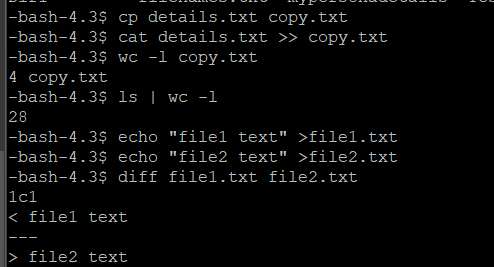 -bash-4.3$ cp details.txt copy.txt
-bash-4.3$ cat details.txt >> copy.txt
-bash-4.3$ wc -l copy.txt
4 copy.txt
-bash-4.3$ ls | wc -l
28
-bash-4.3$ echo "file1 text" >file1.txt
-bash-4.3$ echo "file2 text" >file2.txt
-bash-4.3$ diff file1.txt file2.txt
1c1
< file1 text
---
> file2 text